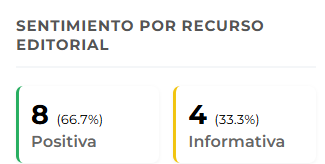 SENTIMIENTO POR RECURSO
EDITORIAL
8 (66.7%)
Positiva
4 (33.3%)
Informativa